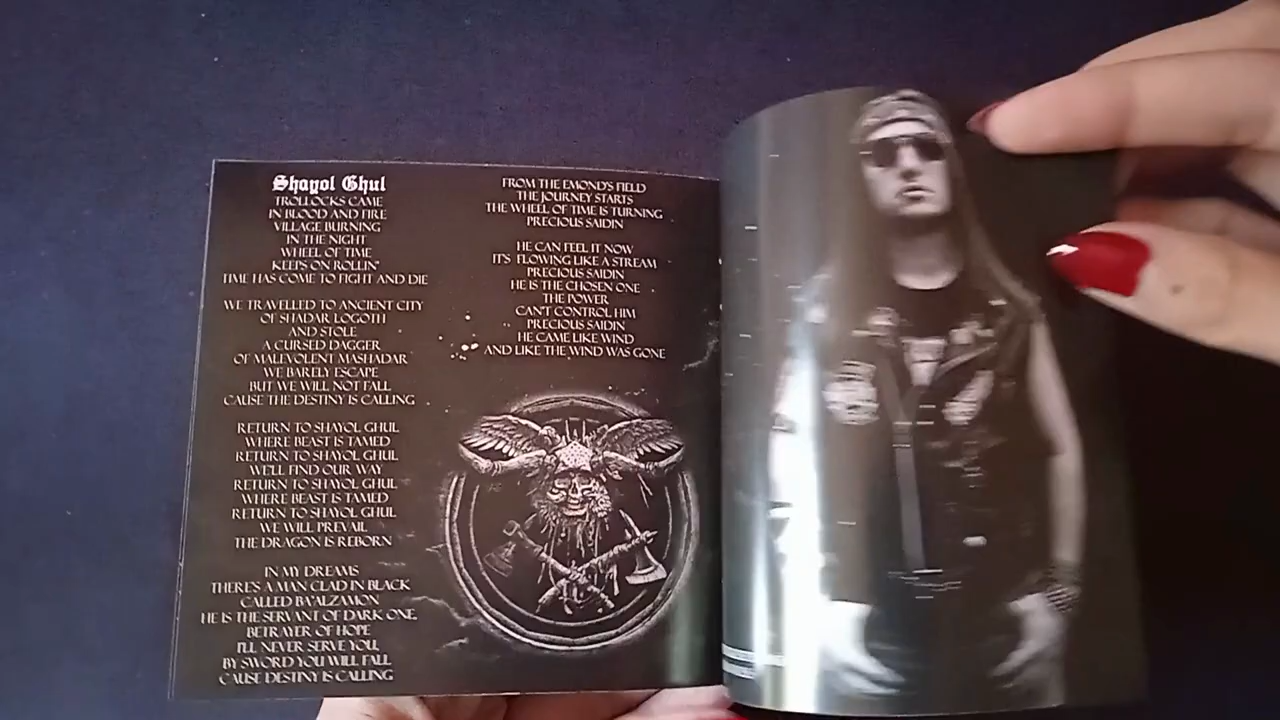 Shayol Ghul
TROLLOCKS CAME
IN BLOOD AND FIRE
VILLAGE BURNING
IN THE NIGHT
WHEEL OF TIME
KEEPS ON ROLLIN'
TIME HAS COME TO FIGHT AND DIE
WE TRAVELLED TO ANCIENT CITY
OF SHADAR LOGOTH
AND STOLE
A CURSED DAGGER
OF MALEVOLENT MASHADAR
WE BARELY ESCAPE
BUT WE WILL NOT FALL
CAUSE THE DESTINY IS CALLING
RETURN TO SHAYOL GHUL
WHERE BEAST IS TAMED
RETURN TO SHAYOL GHUL
WE'LL FIND OUR WAY
RETURN TO SHAYOL GHUL
WHERE BEAST IS TAMED
RETURN TO SHAYOL GHUL
WE WILL PREVAIL
THE DRAGON IS REBORN
IN MY DREAMS
THERE'S A MAN CLAD IN BLACK
CALLED BA'ALZAMON
HE IS THE SERVANT OF DARK ONE,
BETRAYER OF HOPE
I'LL NEVER SERVE YOU,
BY SWORD YOU WILL FALL
CAUSE DESTINY IS CALLING
FROM THE EMOND'S FIELD
THE JOURNEY STARTS
THE WHEEL OF TIME IS TURNING
PRECIOUS SAIDIN
HE CAN FEEL IT NOW
IT'S FLOWING LIKE A STREAM
PRECIOUS SAIDIN
HE IS THE CHOSEN ONE
THE POWER
CAN'T CONTROL HIM
PRECIOUS SAIDIN
HE CAME LIKE WIND
AND LIKE THE WIND WAS GONE